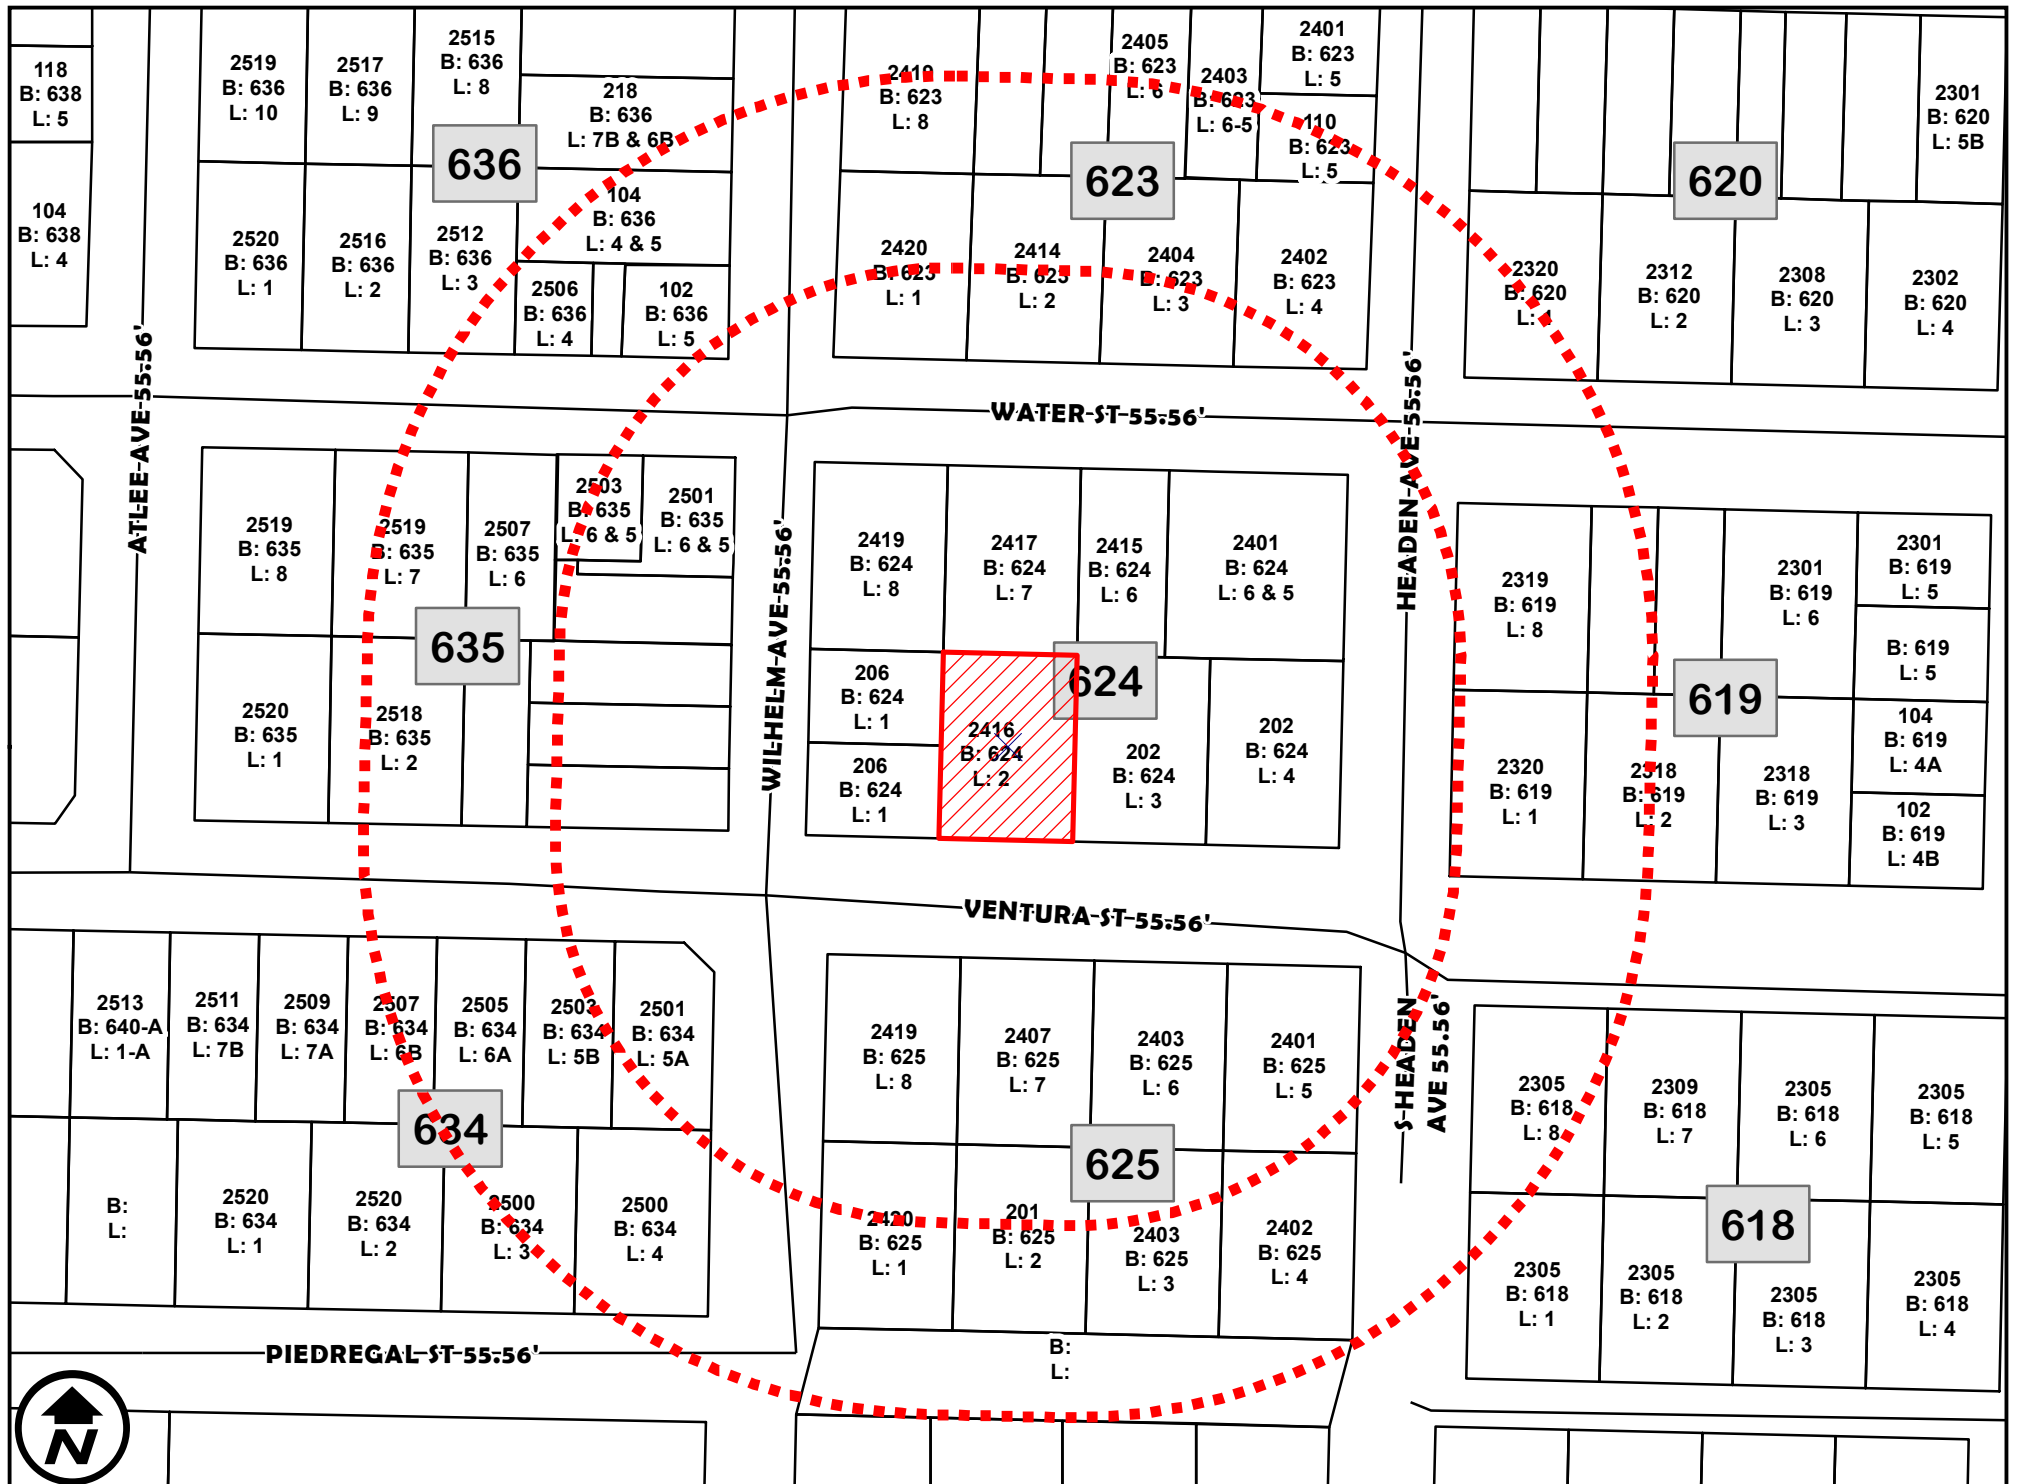 118
B: 638
L: 5
104
B: 638
L: 4
2519
B: 636
L: 10
2517
B: 636
L: 9
2515
B: 636
L: 8
218
B: 636
L: 7B & 6B
636
104
B: 636
L: 4 & 5
2520
B: 636
L: 1
2516
B: 636
L: 2
2512
B: 636
L: 3
2506
B: 636
L: 4
102
B: 636
L: 5
2419
B: 623
L: 8
2405
B: 623
L: 6
2403
B: 623
L: 6-5
2401
B: 623
L: 5
110
B: 623
L: 5
623
2420
B: 623
L: 1
2414
B: 623
L: 2
2404
B: 623
L: 3
2402
B: 623
L: 4
2301
B: 620
L: 5B
620
2320
B: 620
L: 1
2312
B: 620
L: 2
2308
B: 620
L: 3
2302
B: 620
L: 4
ATLEE AVE 55.56'
WATER ST 55.56'
HEADEN AVE 55.56'
WILHELM AVE 55.56'
2519
B: 635
L: 8
2519
B: 635
L: 7
2507
B: 635
L: 6
2503
B: 635
L: 6 & 5
2501
B: 635
L: 6 & 5
635
2520
B: 635
L: 1
2518
B: 635
L: 2
2419
B: 624
L: 8
2417
B: 624
L: 7
2415
B: 624
L: 6
2401
B: 624
L: 6 & 5
624
206
B: 624
L: 1
206
B: 624
L: 1
2416
B: 624
L: 2
202
B: 624
L: 3
202
B: 624
L: 4
2319
B: 619
L: 8
2301
B: 619
L: 6
2301
B: 619
L: 5
B: 619
L: 5
619
104
B: 619
L: 4A
102
B: 619
L: 4B
2320
B: 619
L: 1
2318
B: 619
L: 2
2318
B: 619
L: 3
VENTURA ST 55.56'
S HEADEN
AVE 55.56'
2513
B: 640-A
L: 1-A
2511
B: 634
L: 7B
2509
B: 634
L: 7A
2507
B: 634
L: 6B
2505
B: 634
L: 6A
2503
B: 634
L: 5B
2501
B: 634
L: 5A
634
B:
L:
2520
B: 634
L: 1
2520
B: 634
L: 2
2500
B: 634
L: 3
2500
B: 634
L: 4
2419
B: 625
L: 8
2407
B: 625
L: 7
2403
B: 625
L: 6
2401
B: 625
L: 5
625
2420
B: 625
L: 1
201
B: 625
L: 2
2403
B: 625
L: 3
2402
B: 625
L: 4
B:
L:
2305
B: 618
L: 8
2309
B: 618
L: 7
2305
B: 618
L: 6
2305
B: 618
L: 5
618
2305
B: 618
L: 1
2305
B: 618
L: 2
2305
B: 618
L: 3
2305
B: 618
L: 4
PIEDREGAL ST 55.56'
N